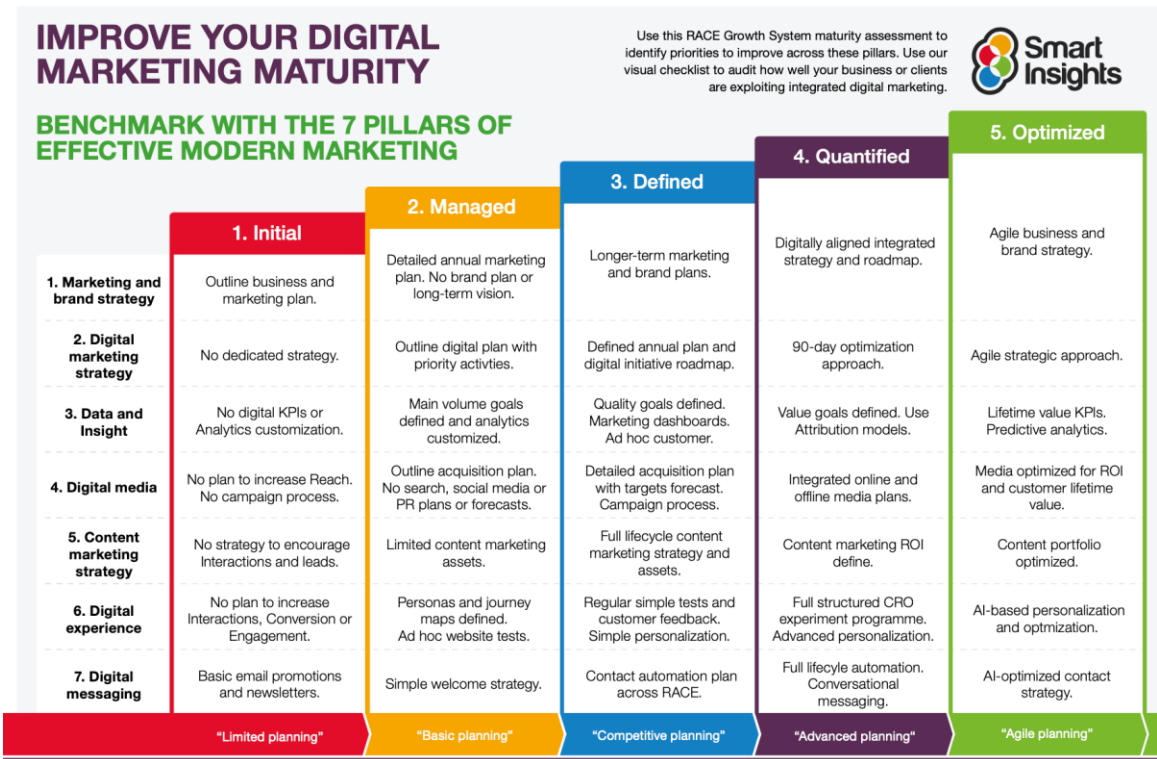 IMPROVE YOUR DIGITAL
MARKETING MATURITY
Use this RACE Growth System maturity assessment to
identify priorities to improve across these pillars. Use our
visual checklist to audit how well your business or clients
are exploiting integrated digital marketing.
Smart
Insights
BENCHMARK WITH THE 7 PILLARS OF
EFFECTIVE MODERN MARKETING
1. Initial
2. Managed
3. Defined
4. Quantified
5. Optimized
1. Marketing and
brand strategy
Outline business and
marketing plan.
Detailed annual marketing
plan. No brand plan or
long-term vision.
Longer-term marketing
and brand plans.
Digitally aligned integrated
strategy and roadmap.
Agile business and
brand strategy.
2. Digital
marketing
strategy
No dedicated strategy.
Outline digital plan with
priority activties.
Defined annual plan and
digital initiative roadmap.
90-day optimization
approach.
Agile strategic approach.
3. Data and
Insight
No digital KPIs or
Analytics customization.
Main volume goals
defined and analytics
customized.
Quality goals defined.
Marketing dashboards.
Ad hoc customer.
Value goals defined. Use
Attribution models.
Lifetime value KPIs.
Predictive analytics.
4. Digital media
No plan to increase Reach.
No campaign process.
Outline acquisition plan.
No search, social media or
PR plans or forecasts.
Detailed acquisition plan
with targets forecast.
Campaign process.
Integrated online and
offline media plans.
Media optimized for ROI
and customer lifetime
value.
5. Content
marketing
strategy
No strategy to encourage
Interactions and leads.
Limited content marketing
assets.
Full lifecycle content
marketing strategy and
assets.
Content marketing ROI
define.
Content portfolio
optimized.
6. Digital
experience
No plan to increase
Interactions, Conversion or
Engagement.
Personas and journey
maps defined.
Ad hoc website tests.
Regular simple tests and
customer feedback.
Simple personalization.
Full structured CRO
experiment programme.
Advanced personalization.
AI-based personalization
and optmization.
7. Digital
messaging
Basic email promotions
and newsletters.
Simple welcome strategy.
Contact automation plan
across RACE.
Full lifecyle automation.
Conversational
messaging.
AI-optimized contact
strategy.
"Limited planning"
"Basic planning"
"Competitive planning"
"Advanced planning"
"Agile planning"